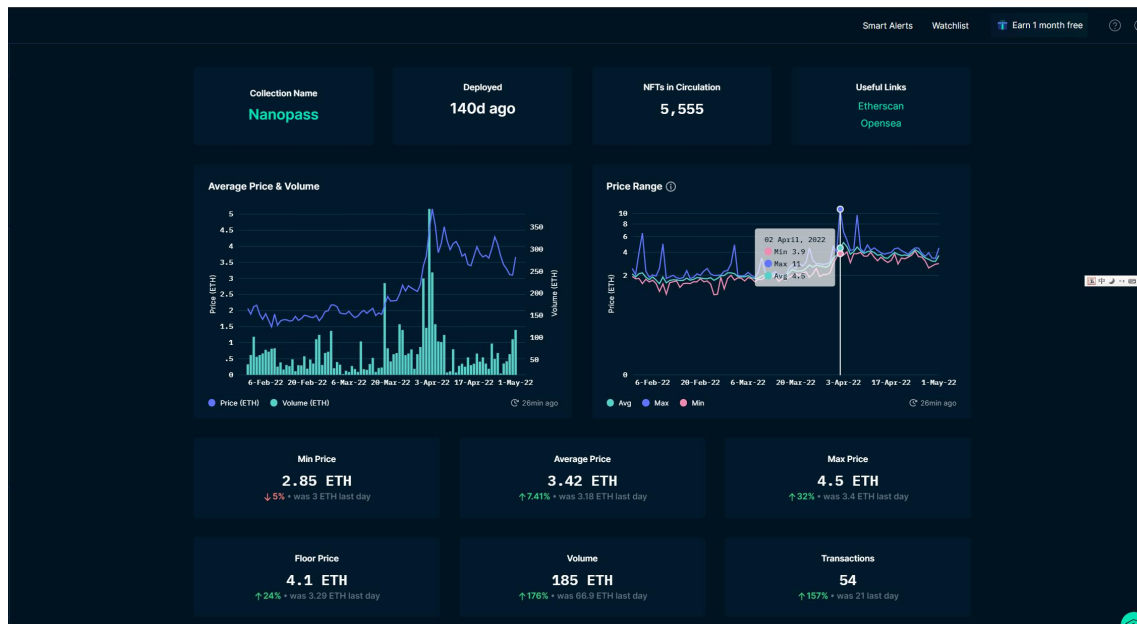 Smart Alerts Watchlist Earn 1 month free
Collection Name
Nanopass
Deployed
140d ago
NFTs in Circulation
5,555
Useful Links
Etherscan
Opensea
Average Price & Volume
5
4.5
4
3.5
3
2.5
2
1.5
1
.5
0
Price (ETH)
350
300
250
200
150
100
50
Volume (ETH)
6-Feb-22 20-Feb-22 6-Mar-22 20-Mar-22 3-Apr-22 17-Apr-22 1-May-22
Price (ETH) Volume (ETH) 26min ago
Price Range
10
8
6
4
2
0
Price (ETH)
02 April, 2022
Min 3.9
Max 11
Avg 4.5
6-Feb-22 20-Feb-22 6-Mar-22 20-Mar-22 3-Apr-22 17-Apr-22 1-May-22
Avg Max Min 26min ago
中
Min Price
2.85 ETH
↓5% • was 3 ETH last day
Average Price
3.42 ETH
↑7.41% • was 3.18 ETH last day
Max Price
4.5 ETH
↑32% • was 3.4 ETH last day
Floor Price
4.1 ETH
↑24% • was 3.29 ETH last day
Volume
185 ETH
↑176% • was 66.9 ETH last day
Transactions
54
↑157% • was 21 last day